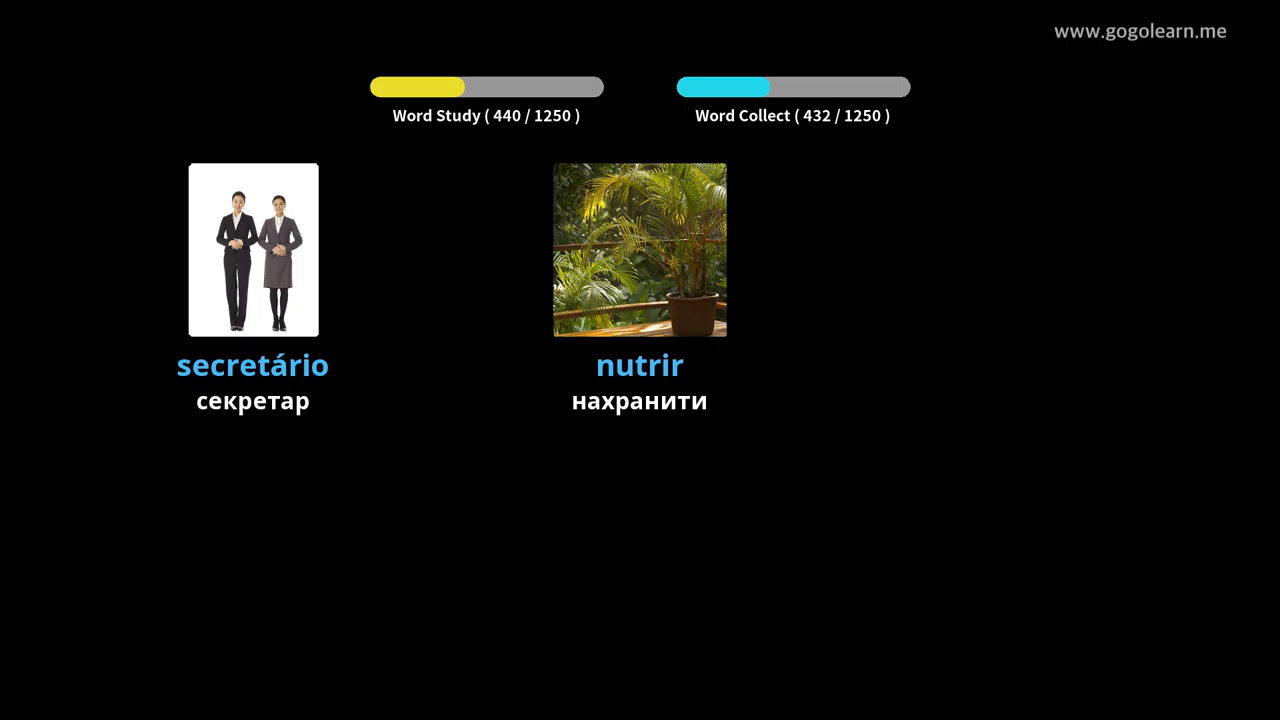 www.gogolearn.me
Word Study ( 440 / 1250 )
Word Collect ( 432 / 1250 )
secretário
секретар
nutrir
нахранити